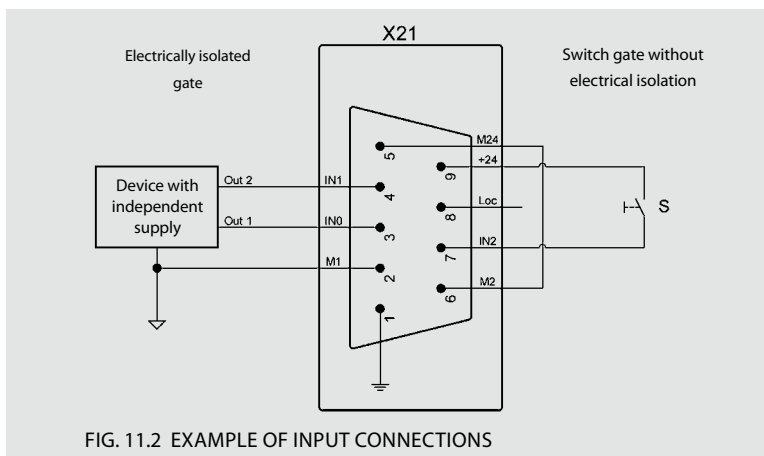 X21
Electrically isolated
gate
Switch gate without
electrical isolation
Device with
independent
supply
Out 2
Out 1
IN1
IN0
M1
5
4
3
2
1
9
8
7
6
M24
+24
Loc
IN2
M2
S
FIG. 11.2 EXAMPLE OF INPUT CONNECTIONS